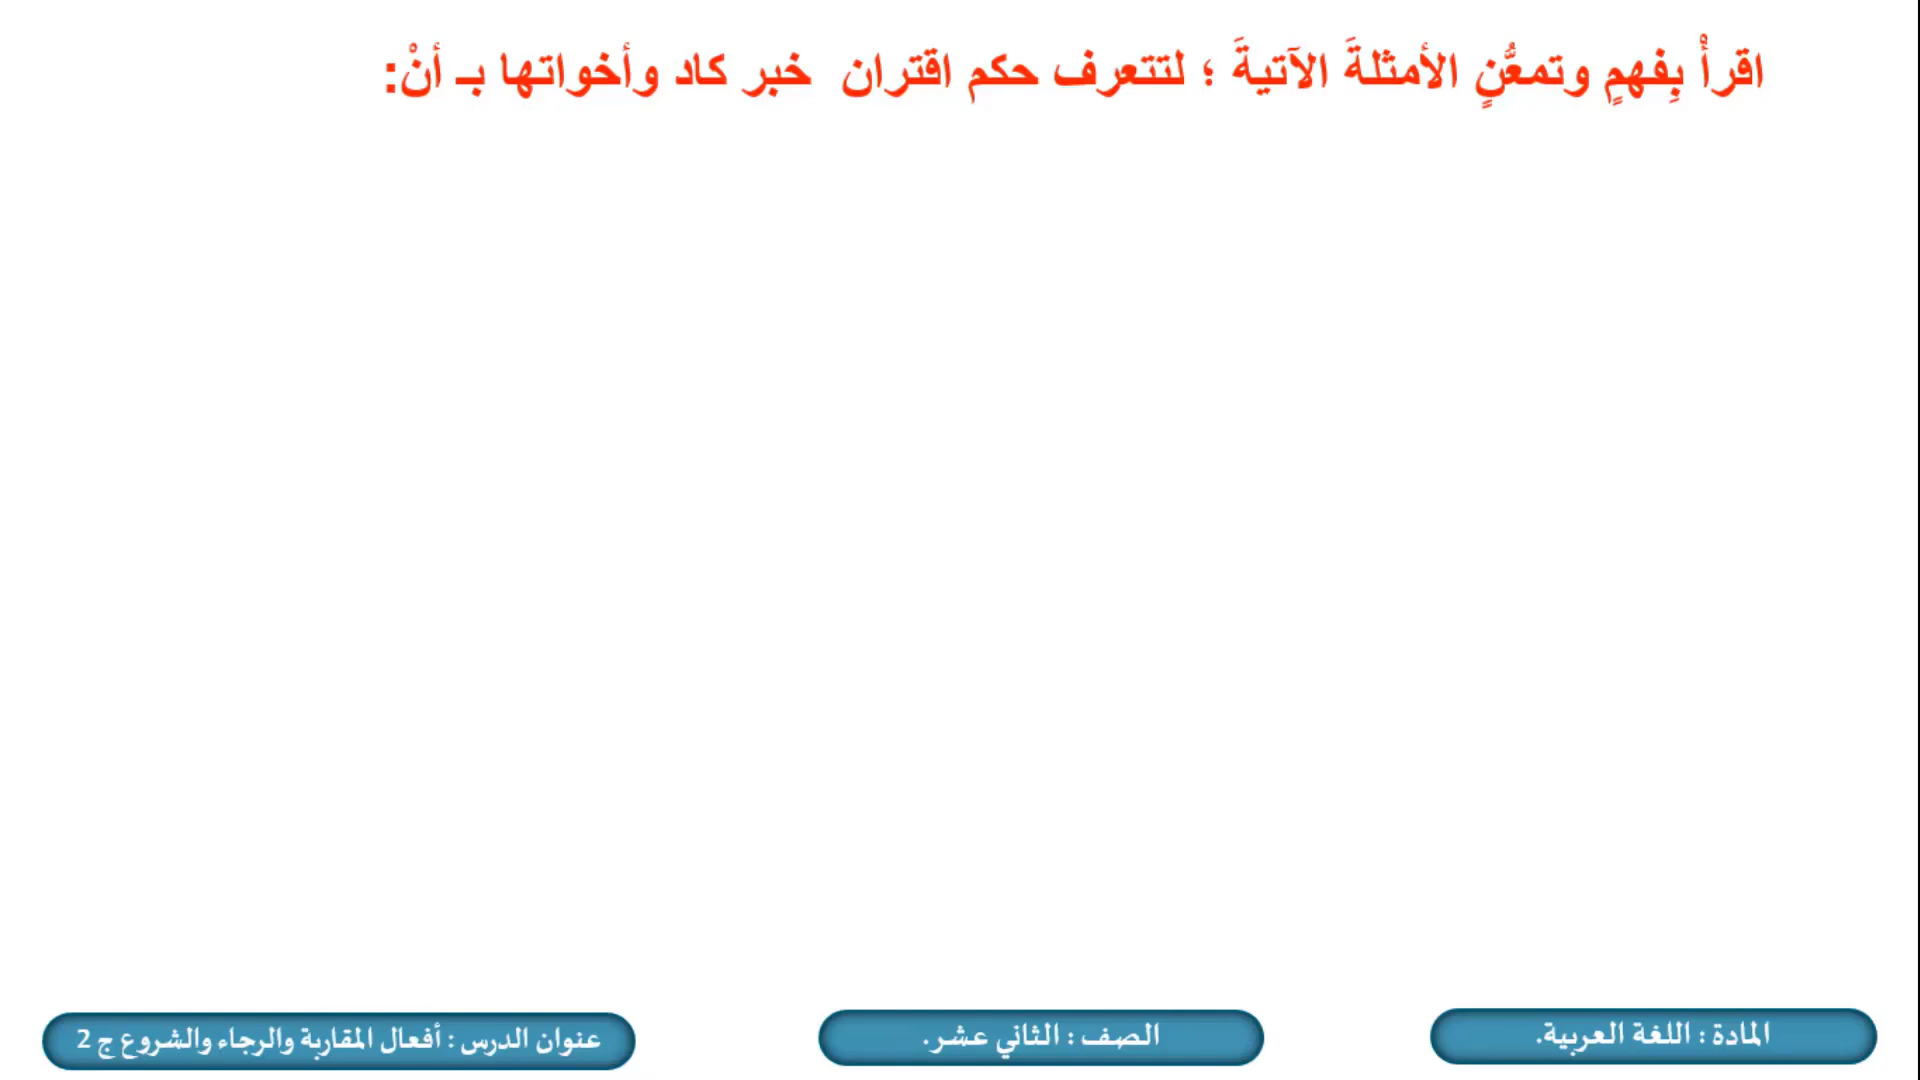 اقرأْ بِفهمٍ وتمعُّنٍ الأمثلةَ الآتيةَ ؛ لتتعرف حكم اقتران خبر كاد وأخواتها بـ أنْ:
المادة : اللغة العربية.
الصف : الثاني عشر.
عنوان الدرس : أفعال المقاربة والرجاء والشروع ج 2